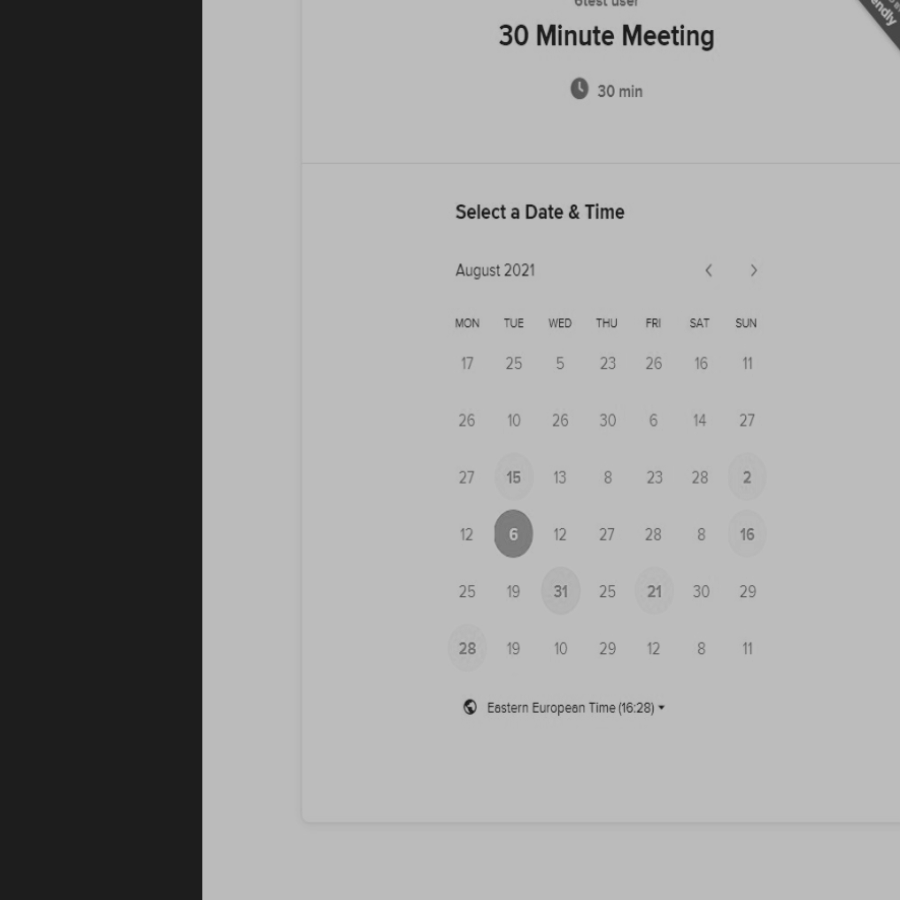 6test user
30 Minute Meeting
30 min
Select a Date & Time
August 2021
MON TUE WED THU FRI SAT SUN
17 25 5 23 26 16 11
26 10 26 30 6 14 27
27 15 13 8 23 28 2
12 6 12 27 28 8 16
25 19 31 25 21 30 29
28 19 10 29 12 8 11
Eastern European Time (16:28)